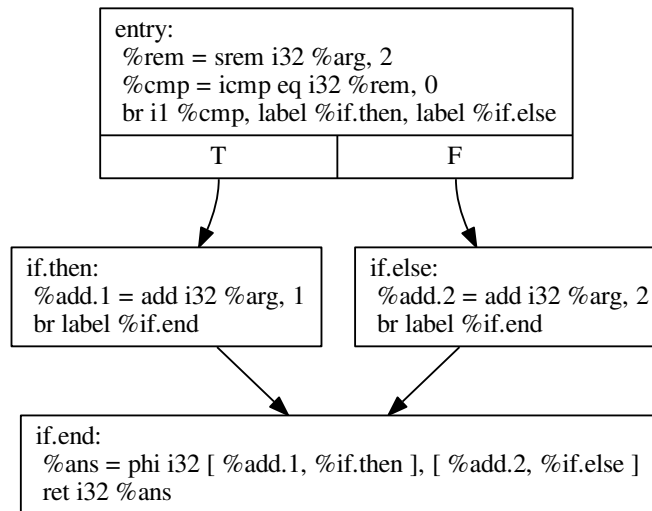 entry:
%rem = srem i32 %arg, 2
%cmp = icmp eq i32 %rem, 0
br i1 %cmp, label %if.then, label %if.else
T
F
if.then:
%add.1 = add i32 %arg, 1
br label %if.end
if.else:
%add.2 = add i32 %arg, 2
br label %if.end
if.end:
%ans = phi i32 [ %add.1, %if.then ], [ %add.2, %if.else ]
ret i32 %ans